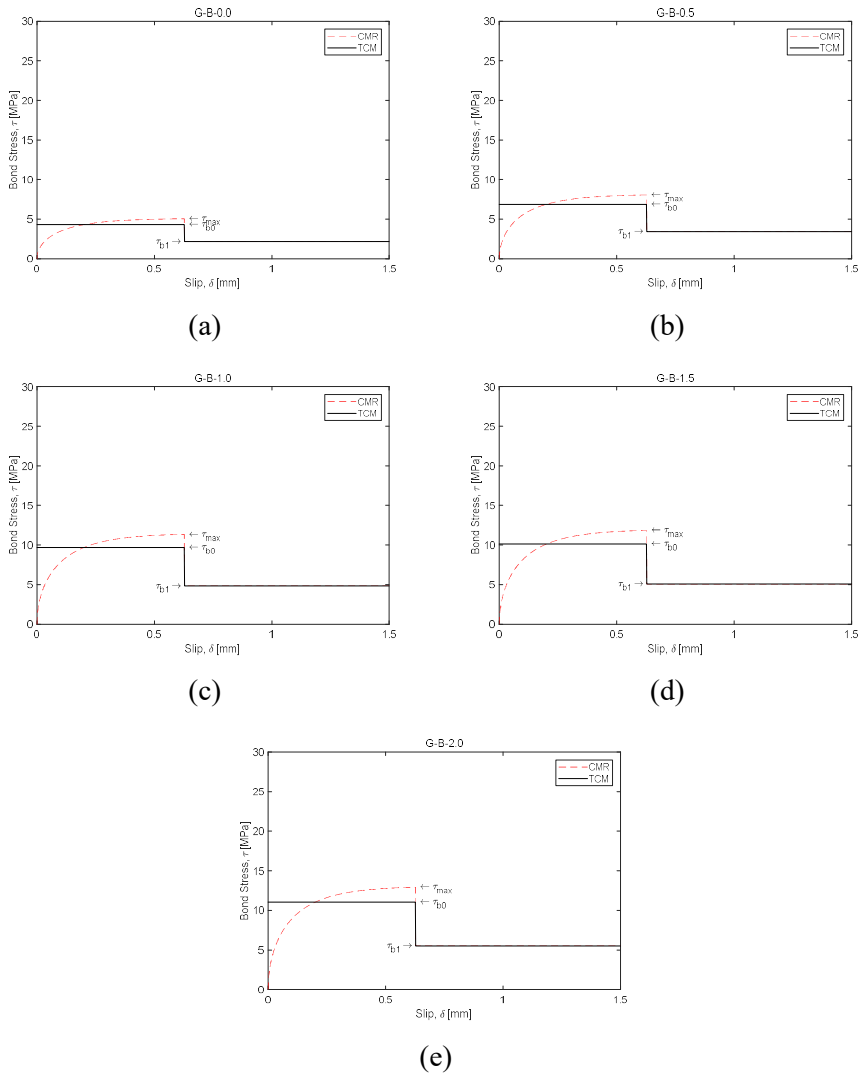 G-B-0.0
30
25
20
15
10
5
0
Bond Stress, τ [MPa]
CMR
TCM
← τmax
← τb0
τb1 →
0 0.5 1 1.5
Slip, δ [mm]
(a)
G-B-0.5
30
25
20
15
10
5
0
Bond Stress, τ [MPa]
CMR
TCM
← τmax
← τb0
τb1 →
0 0.5 1 1.5
Slip, δ [mm]
(b)
G-B-1.0
30
25
20
15
10
5
0
Bond Stress, τ [MPa]
CMR
TCM
← τmax
← τb0
τb1 →
0 0.5 1 1.5
Slip, δ [mm]
(c)
G-B-1.5
30
25
20
15
10
5
0
Bond Stress, τ [MPa]
CMR
TCM
← τmax
← τb0
τb1 →
0 0.5 1 1.5
Slip, δ [mm]
(d)
G-B-2.0
30
25
20
15
10
5
0
Bond Stress, τ [MPa]
CMR
TCM
← τmax
← τb0
τb1 →
0 0.5 1 1.5
Slip, δ [mm]
(e)